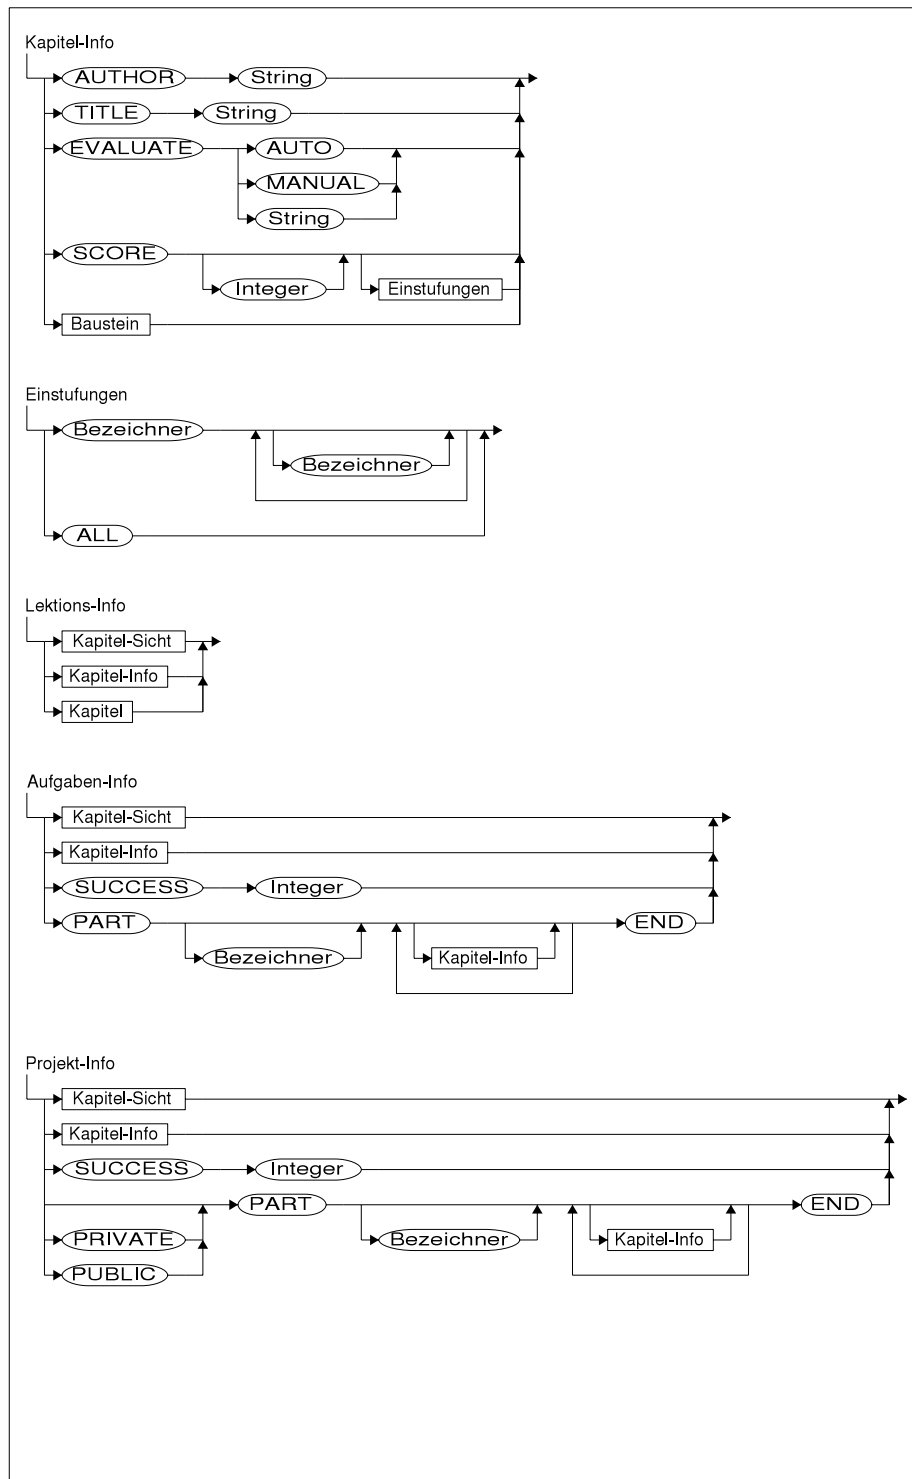 Kapitel-Info
AUTHOR String
TITLE String
EVALUATE AUTO
MANUAL
String
SCORE
Integer Einstufungen
Baustein
Einstufungen
Bezeichner
Bezeichner
ALL
Lektions-Info
Kapitel-Sicht
Kapitel-Info
Kapitel
Aufgaben-Info
Kapitel-Sicht
Kapitel-Info
SUCCESS Integer
PART END
Bezeichner Kapitel-Info
Projekt-Info
Kapitel-Sicht
Kapitel-Info
SUCCESS Integer
PART END
PRIVATE Bezeichner Kapitel-Info
PUBLIC